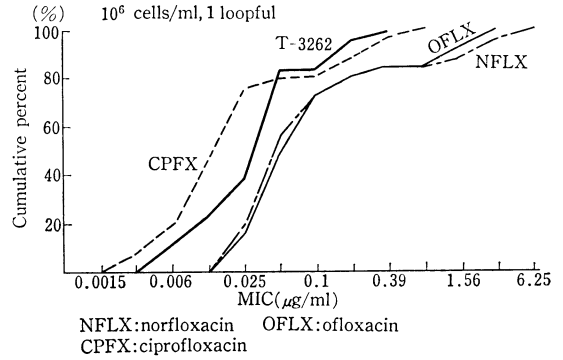 (%)
10⁶ cells/ml, 1 loopful
100
80
60
40
20
Cumulative percent
T-3262
OFLX
NFLX
CPFX
0.0015 0.006 0.025 0.1 0.39 1.56 6.25
MIC(μg/ml)
NFLX:norfloxacin OFLX:ofloxacin
CPFX:ciprofloxacin